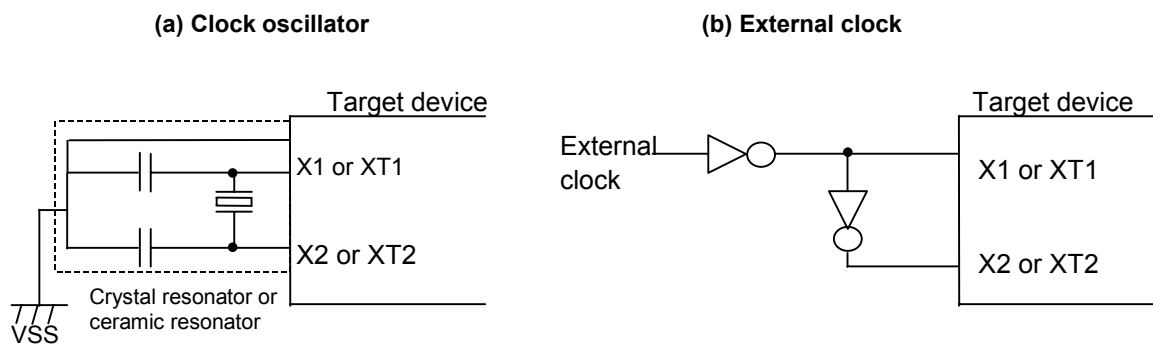 (a) Clock oscillator
Target device
X1 or XT1
X2 or XT2
Crystal resonator or
ceramic resonator
VSS
(b) External clock
Target device
External
clock
X1 or XT1
X2 or XT2